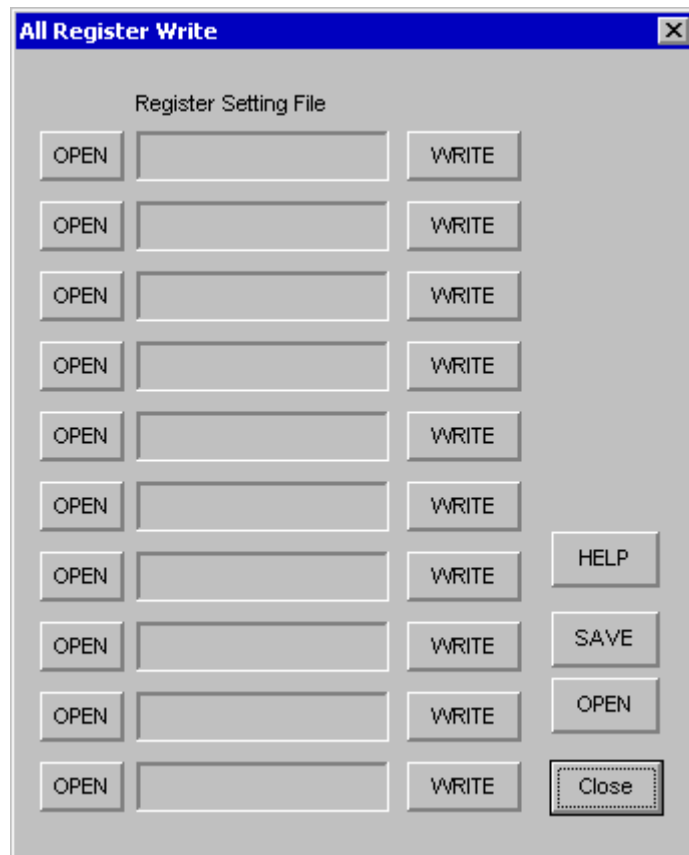 All Register Write
Register Setting File
OPEN WRITE
OPEN WRITE
OPEN WRITE
OPEN WRITE
OPEN WRITE
OPEN WRITE
HELP
OPEN WRITE
OPEN WRITE SAVE
OPEN WRITE OPEN
OPEN WRITE Close